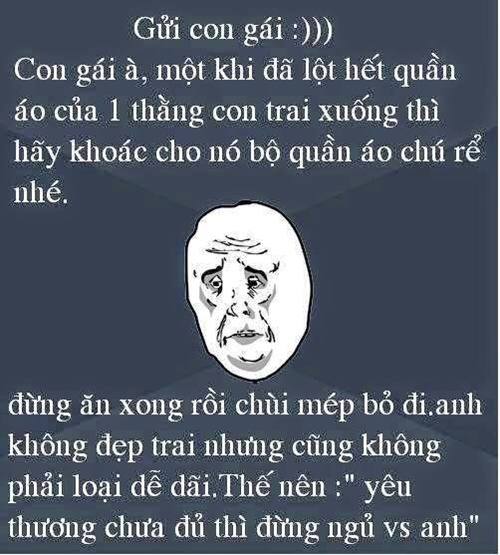 Gửi con gái :)))
Con gái à, một khi đã lột hết quần
áo của 1 thằng con trai xuống thì
hãy khoác cho nó bộ quần áo chú rể
nhé.
đừng ăn xong rồi chùi mép bỏ đi.anh
không đẹp trai nhưng cũng không
phải loại dễ dãi.Thế nên :" yêu
thương chưa đủ thì đừng ngủ vs anh"